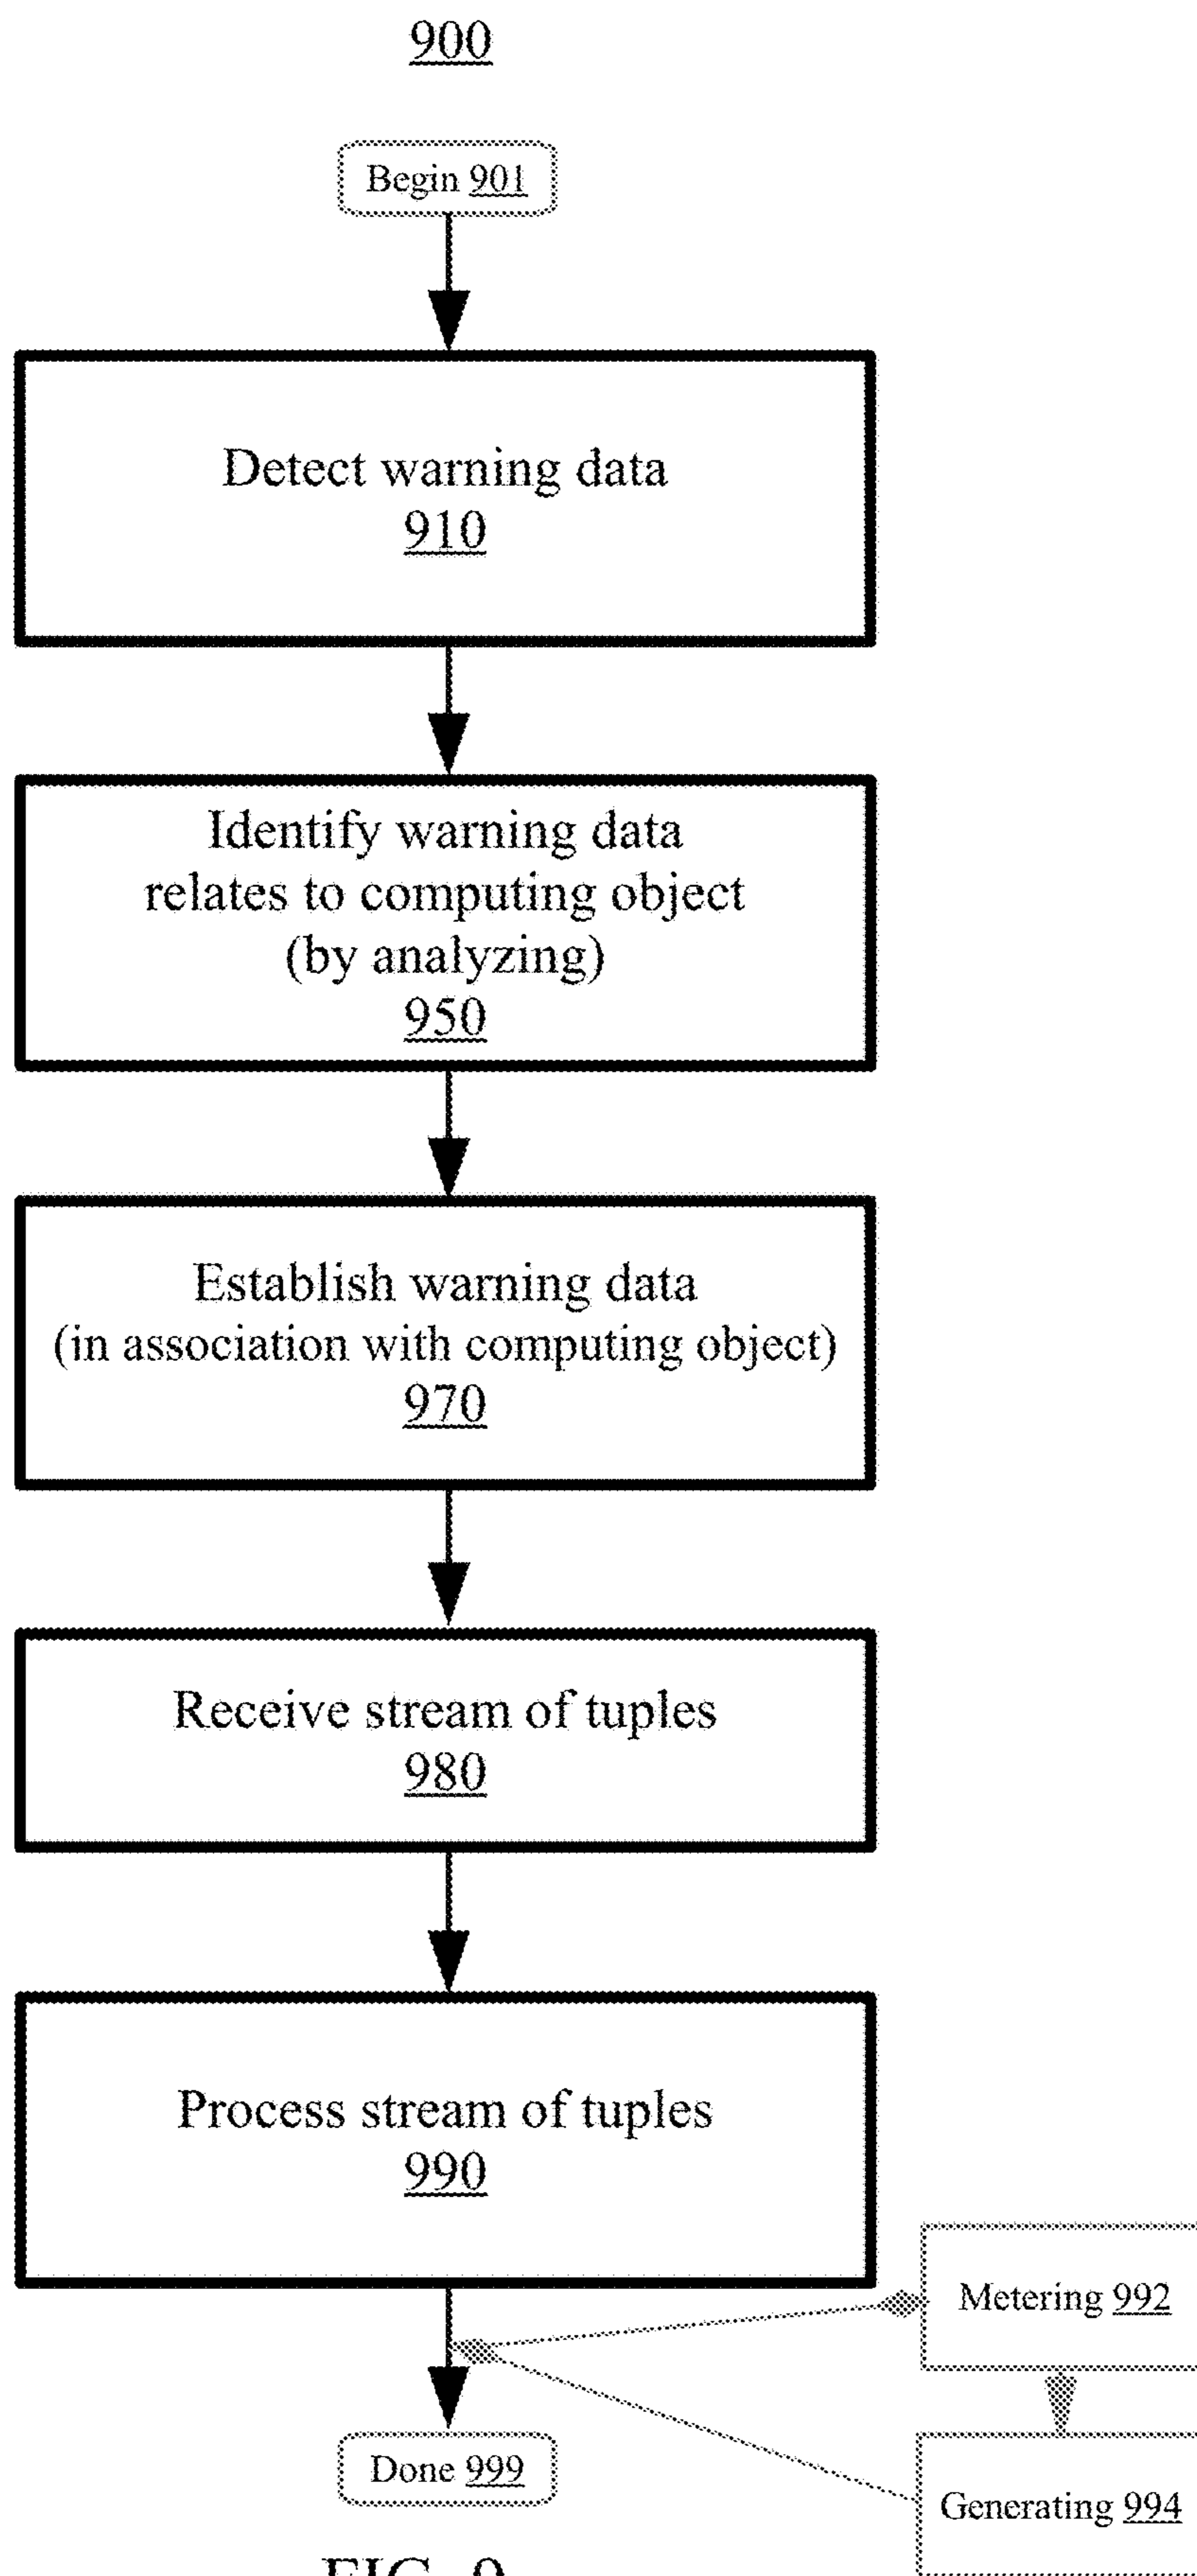 900
Begin 901
Detect warning data
910
Identify warning data
relates to computing object
(by analyzing)
950
Establish warning data
(in association with computing object)
970
Receive stream of tuples
980
Process stream of tuples
990
Metering 992
Done 999
Generating 994
FIG. 9